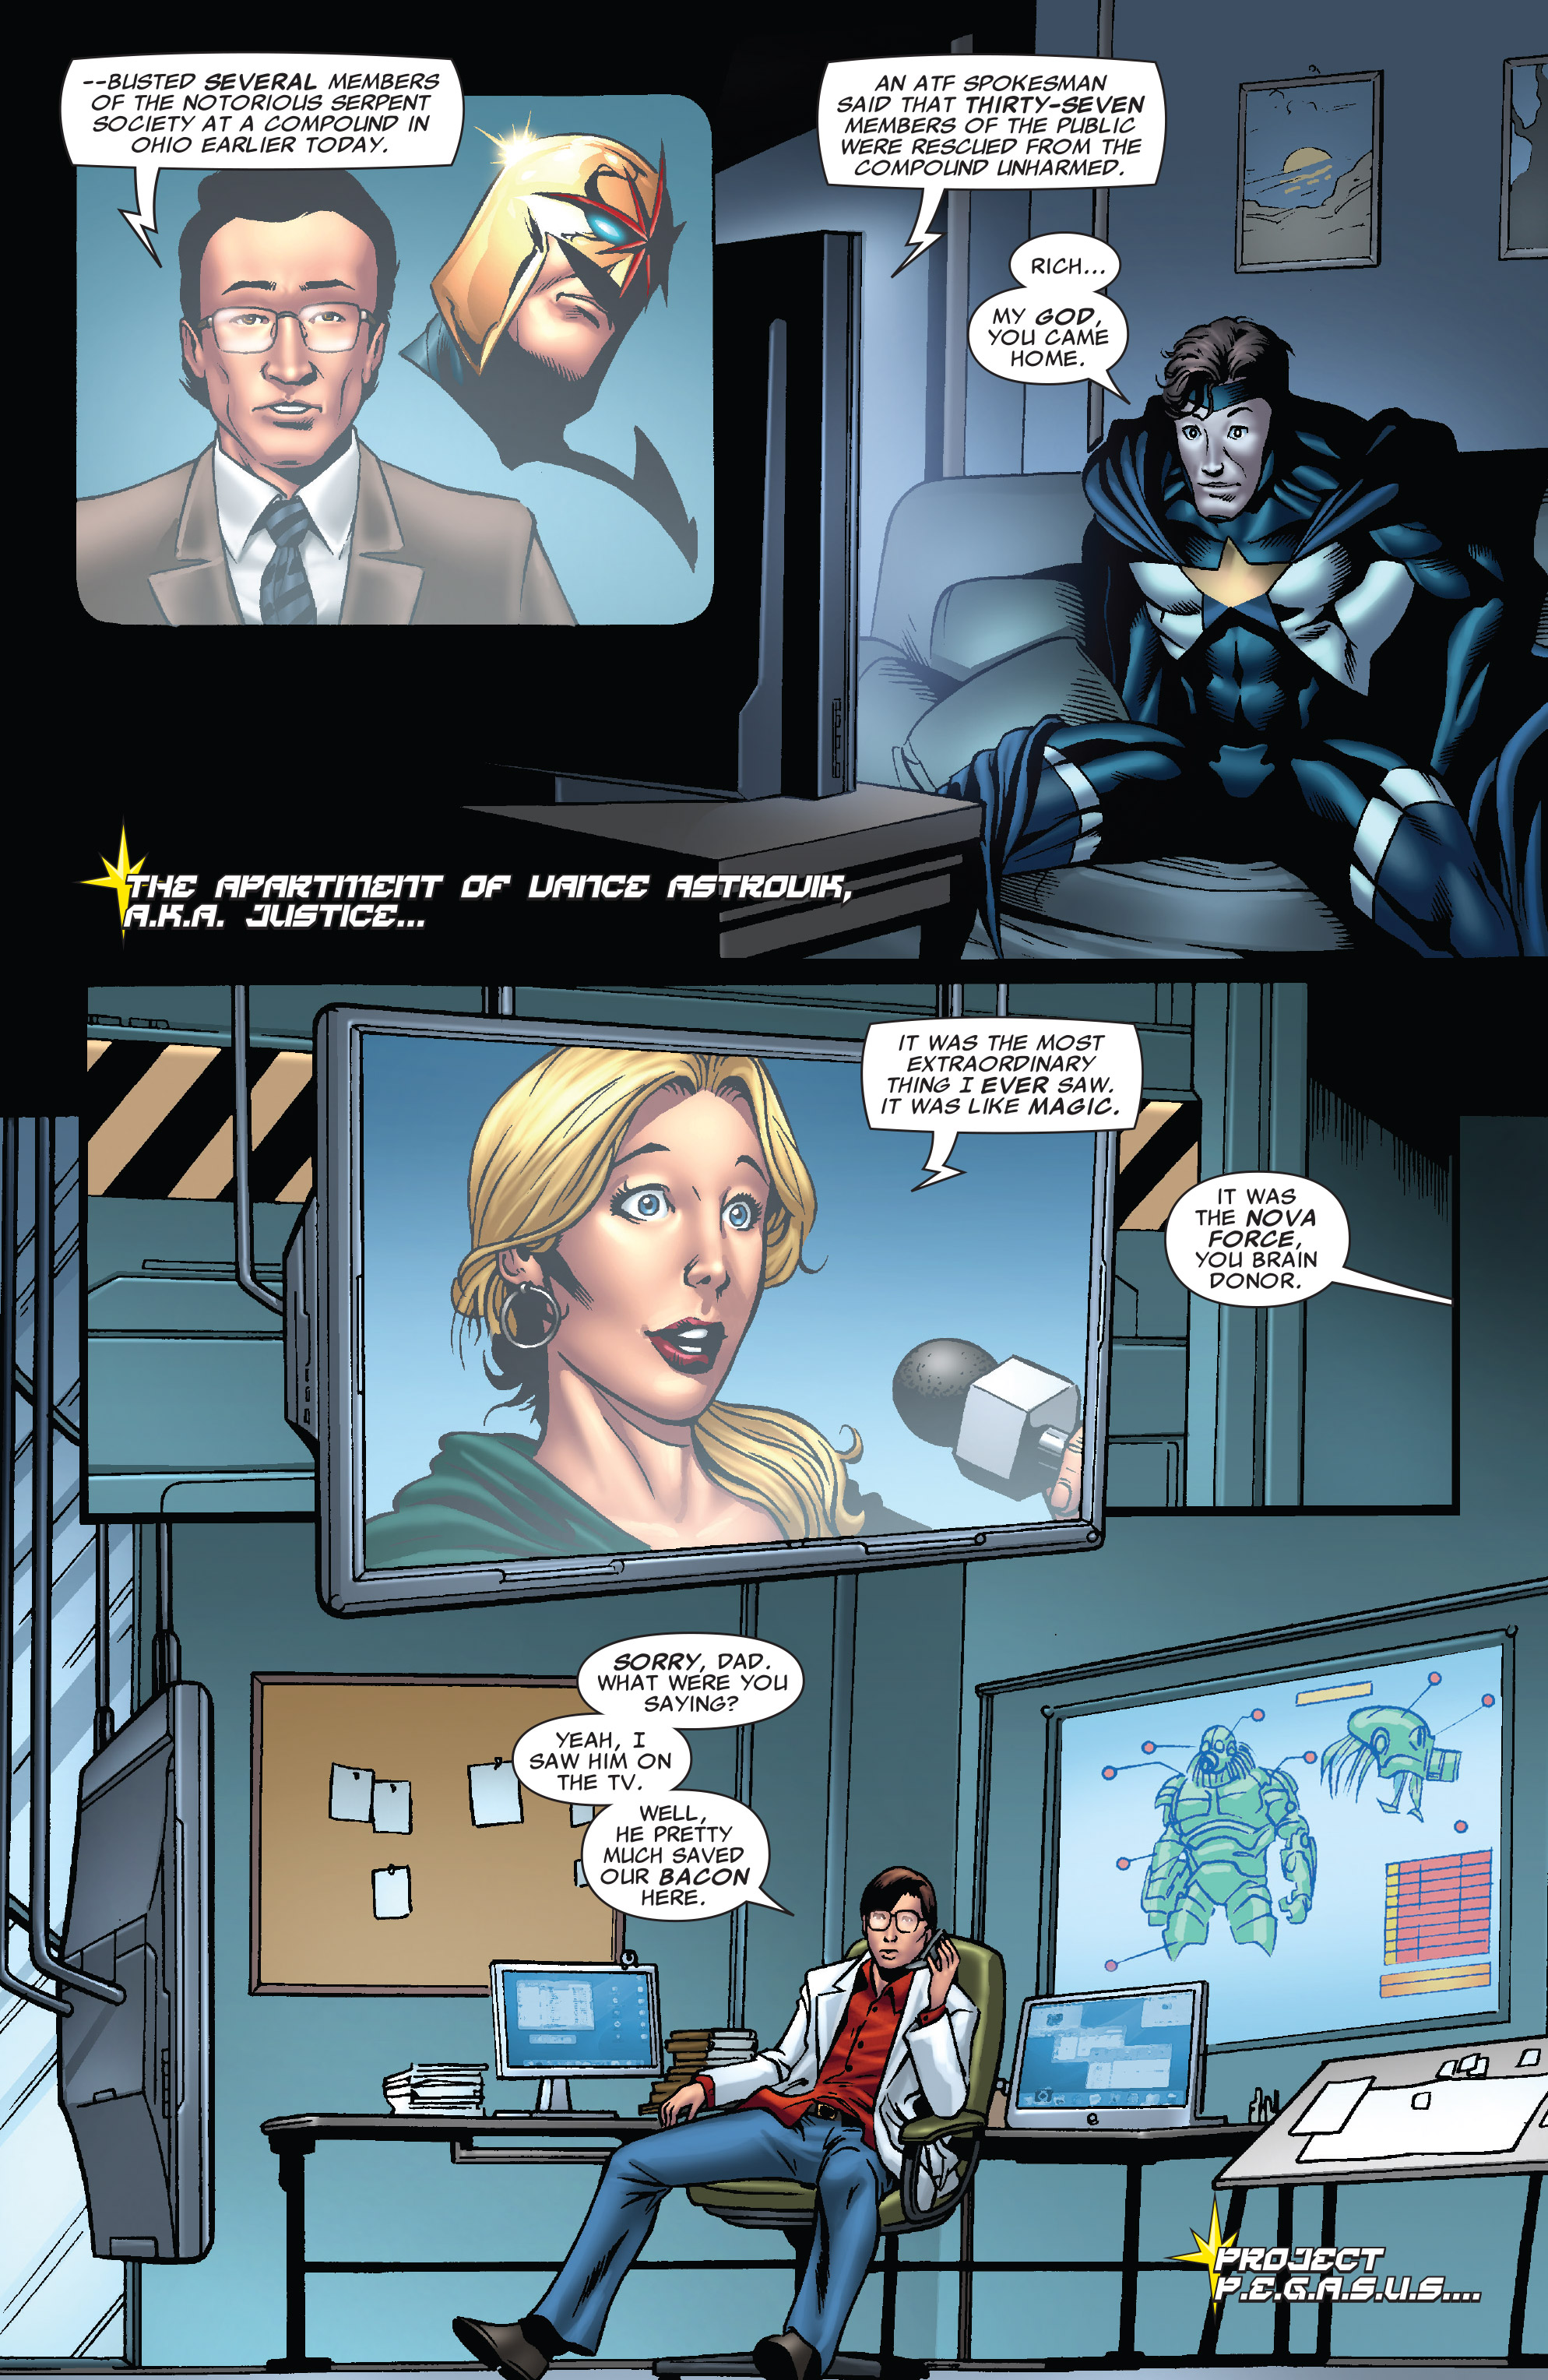 --BUSTED SEVERAL MEMBERS
OF THE NOTORIOUS SERPENT
SOCIETY AT A COMPOUND IN
OHIO EARLIER TODAY.
AN ATF SPOKESMAN
SAID THAT THIRTY-SEVEN
MEMBERS OF THE PUBLIC
WERE RESCUED FROM THE
COMPOUND UNHARMED.
RICH...
MY GOD,
YOU CAME
HOME.
THE APARTMENT OF VANCE ASTROVIK,
A.K.A. JUSTICE...
IT WAS THE MOST
EXTRAORDINARY
THING I EVER SAW.
IT WAS LIKE MAGIC.
IT WAS
THE NOVA
FORCE,
YOU BRAIN
DONOR.
SORRY, DAD.
WHAT WERE YOU
SAYING?
YEAH, I
SAW HIM ON
THE TV.
WELL,
HE PRETTY
MUCH SAVED
OUR BACON
HERE.
PROJECT
P.E.G.A.S.U.S....